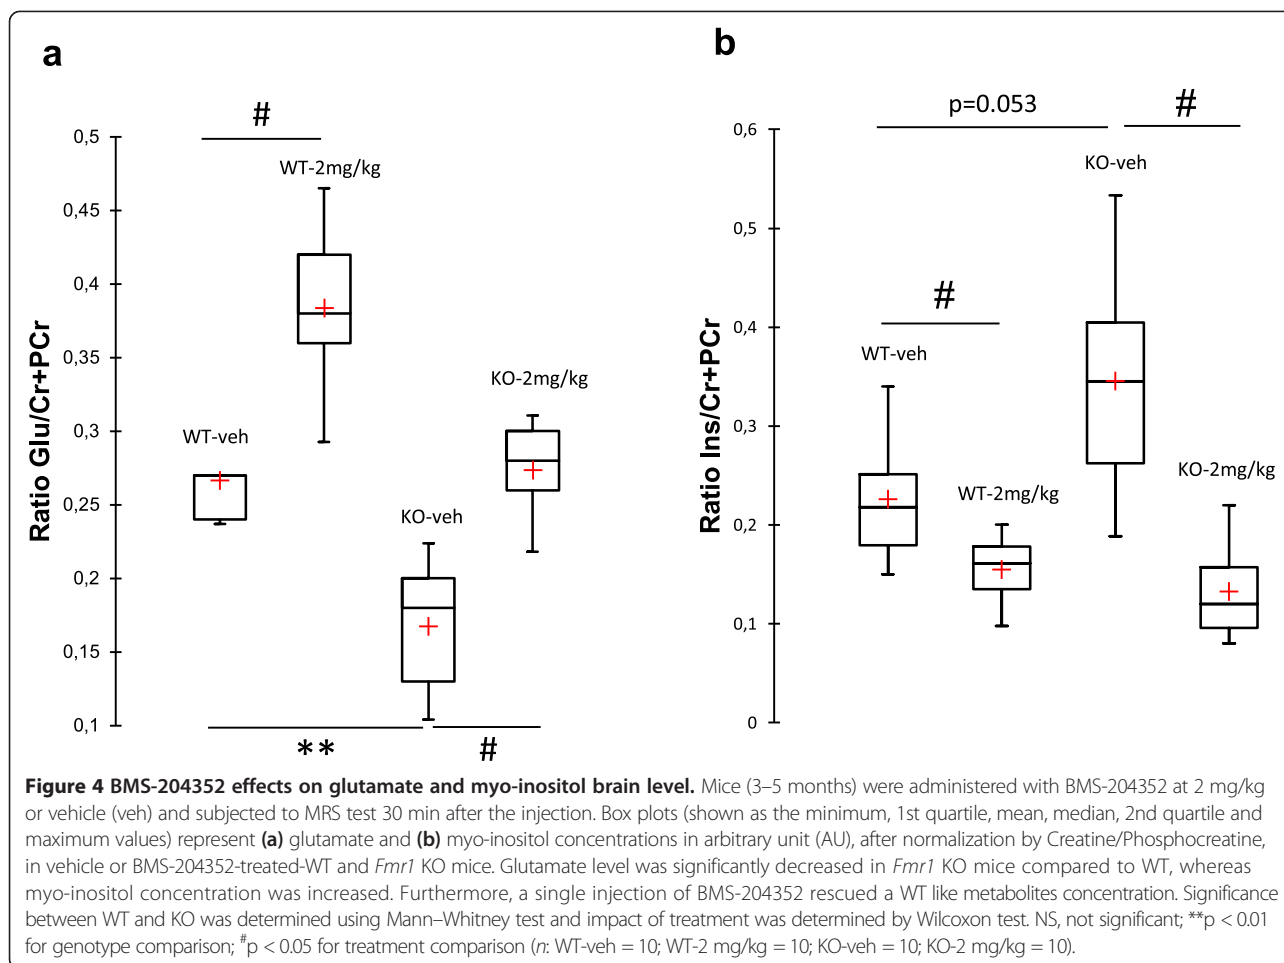 a
b
#
p=0.053
#
0,5
0,45
0,4
0,35
0,3
0,25
0,2
0,15
0,1
Ratio Glu/Cr+PCr
WT-2mg/kg
KO-2mg/kg
WT-veh
KO-veh
**
#
0,6
0,5
0,4
0,3
0,2
0,1
0
Ratio Ins/Cr+PCr
KO-veh
#
WT-veh
KO-2mg/kg
WT-2mg/kg
Figure 4 BMS-204352 effects on glutamate and myo-inositol brain level. Mice (3–5 months) were administered with BMS-204352 at 2 mg/kg
or vehicle (veh) and subjected to MRS test 30 min after the injection. Box plots (shown as the minimum, 1st quartile, mean, median, 2nd quartile and
maximum values) represent (a) glutamate and (b) myo-inositol concentrations in arbitrary unit (AU), after normalization by Creatine/Phosphocreatine,
in vehicle or BMS-204352-treated-WT and Fmr1 KO mice. Glutamate level was significantly decreased in Fmr1 KO mice compared to WT, whereas
myo-inositol concentration was increased. Furthermore, a single injection of BMS-204352 rescued a WT like metabolites concentration. Significance
between WT and KO was determined using Mann–Whitney test and impact of treatment was determined by Wilcoxon test. NS, not significant; **p < 0.01
for genotype comparison; #p < 0.05 for treatment comparison (n: WT-veh = 10; WT-2 mg/kg = 10; KO-veh = 10; KO-2 mg/kg = 10).